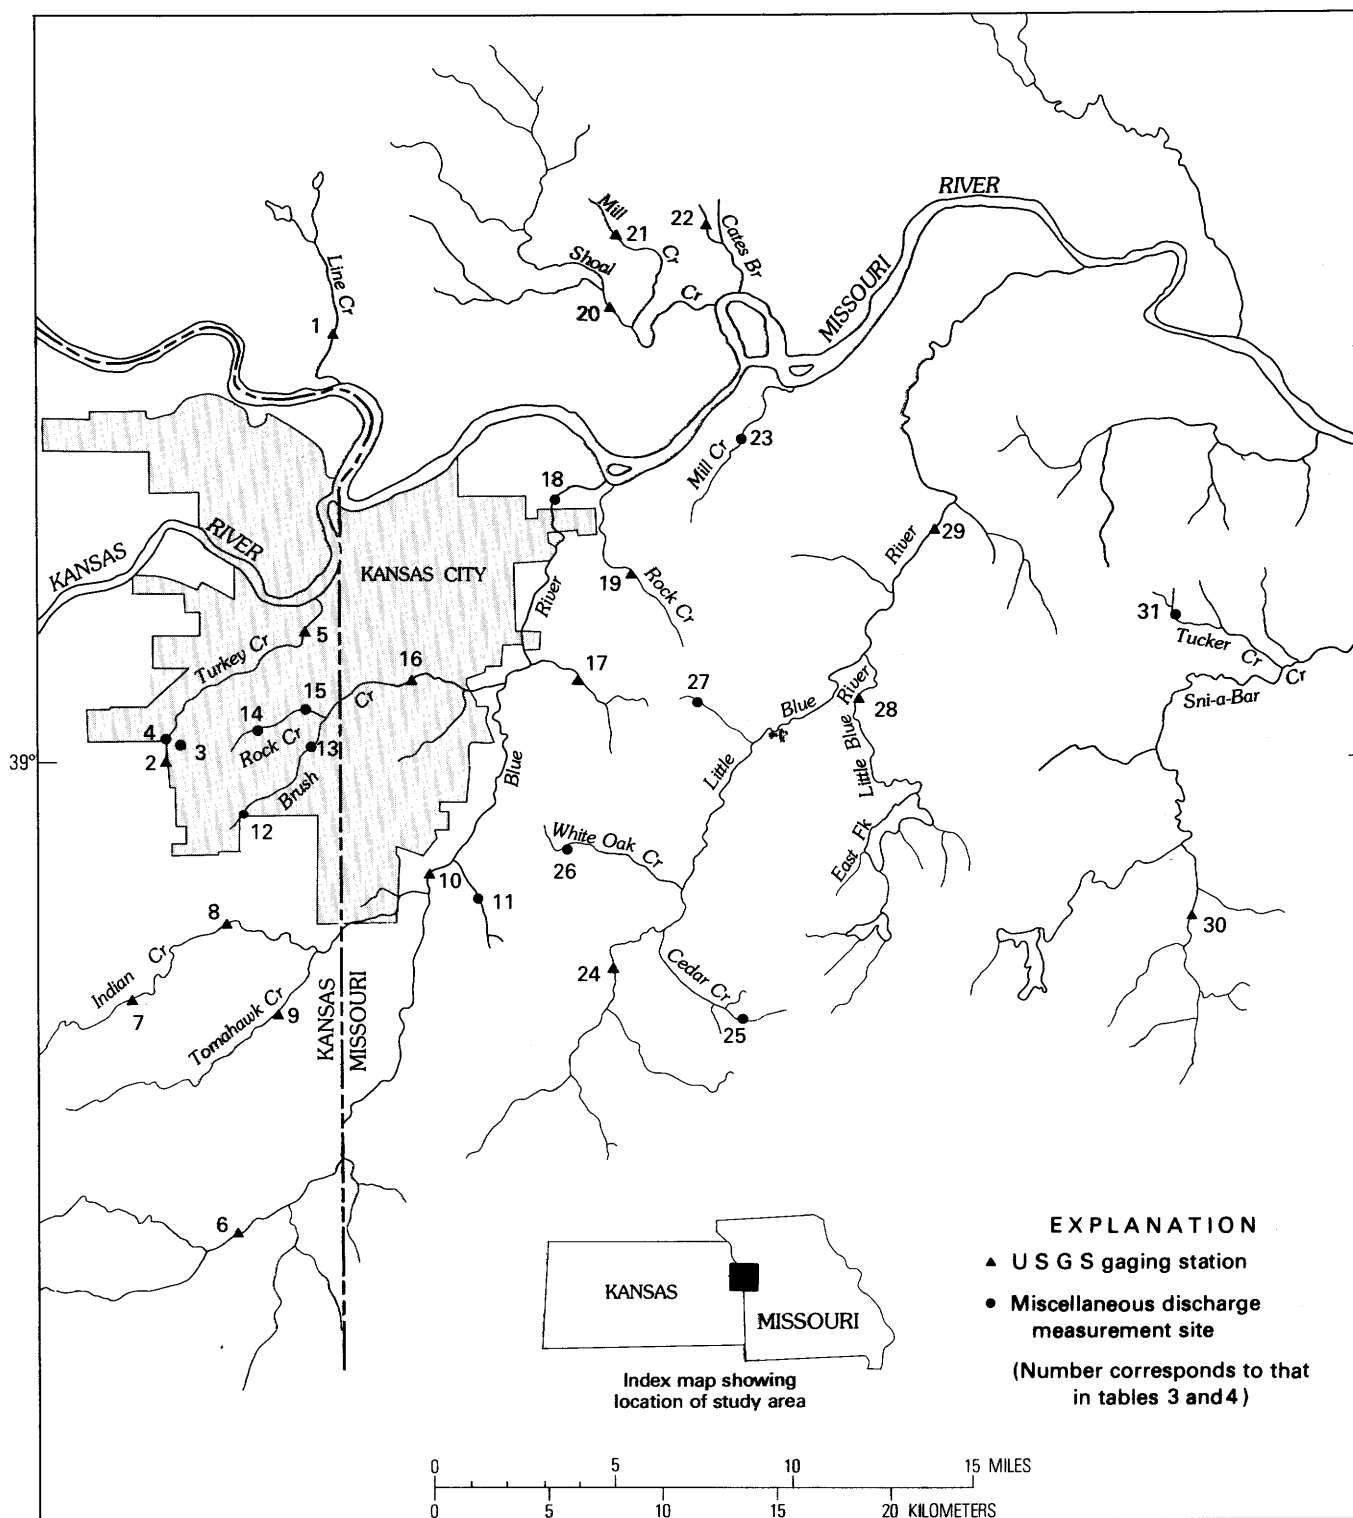 RIVER
Mill
22
Cates Br
21
Cr
Shoal
Line Cr
Cr
MISSOURI
20
1
23
Mill Cr
18
RIVER
KANSAS
KANSAS CITY
River
29
River
19
Rock Cr
31
Tucker Cr
5
Turkey Cr
16
17
Cr
27
River
Sni-a-Bar
Cr
15
14
Blue
28
4
3
Rock Cr
13
39°
2
Blue
Little
Little Blue
Brush
12
White Oak Cr
26
East Fk
10
11
8
30
Indian Cr
24
Cedar Cr
7
Tomahawk Cr
9
KANSAS
MISSOURI
25
6
EXPLANATION
U S G S gaging station
Miscellaneous discharge
measurement site
(Number corresponds to that
in tables 3 and 4)
KANSAS
MISSOURI
Index map showing
location of study area
0 5 10 15 MILES
0 5 10 15 20 KILOMETERS